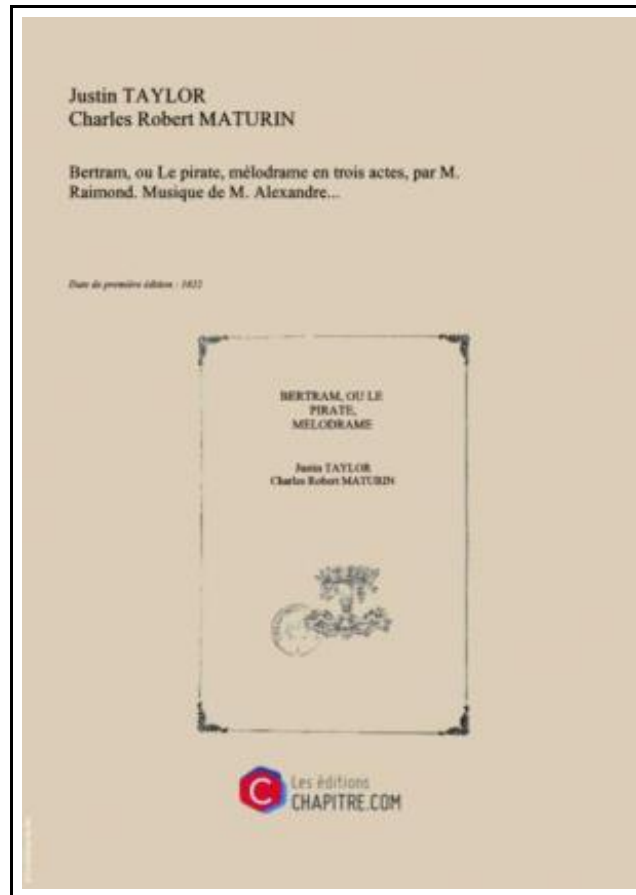 Justin TAYLOR
Charles Robert MATURIN
Bertram, ou Le pirate, mélodrame en trois actes, par M.
Raimond. Musique de M. Alexandre...
Date de première édition : 1822
BERTRAM, OU LE
PIRATE,
MELODRAME
Justin TAYLOR
Charles Robert MATURIN
C
Les éditions
CHAPITRE.COM